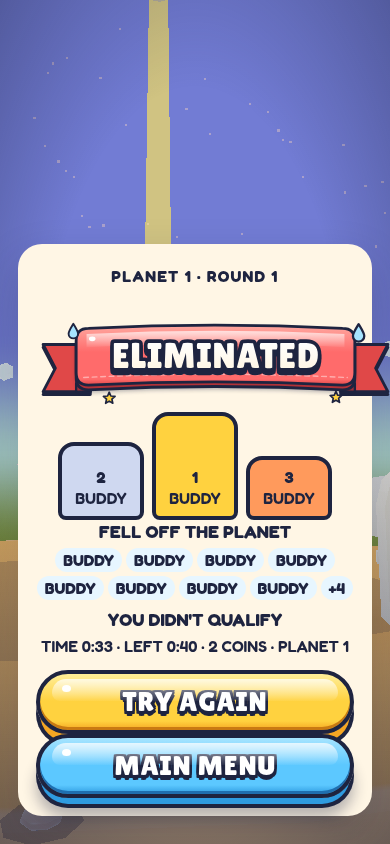 PLANET 1 · ROUND 1
ELIMINATED
2 1 3
BUDDY BUDDY BUDDY
FELL OFF THE PLANET
BUDDY BUDDY BUDDY BUDDY
BUDDY BUDDY BUDDY BUDDY +4
YOU DIDN'T QUALIFY
TIME 0:33 · LEFT 0:40 · 2 COINS · PLANET 1
TRY AGAIN
MAIN MENU